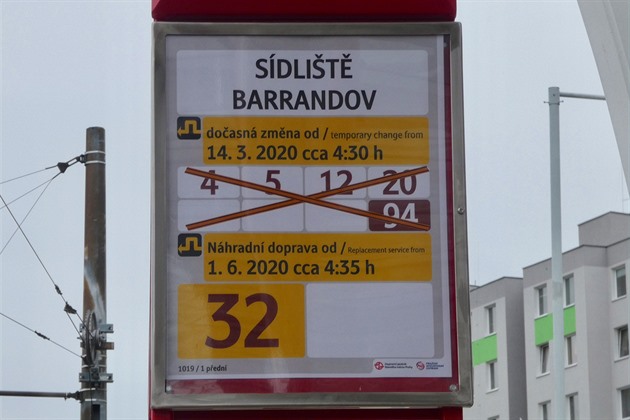 SÍDLIŠTĚ
BARRANDOV
dočasná změna od / temporary change from
14. 3. 2020 cca 4:30 h
4 5 12 20
94
Náhradní doprava od / Replacement service from
1. 6. 2020 cca 4:35 h
32
1019 / 1 přední